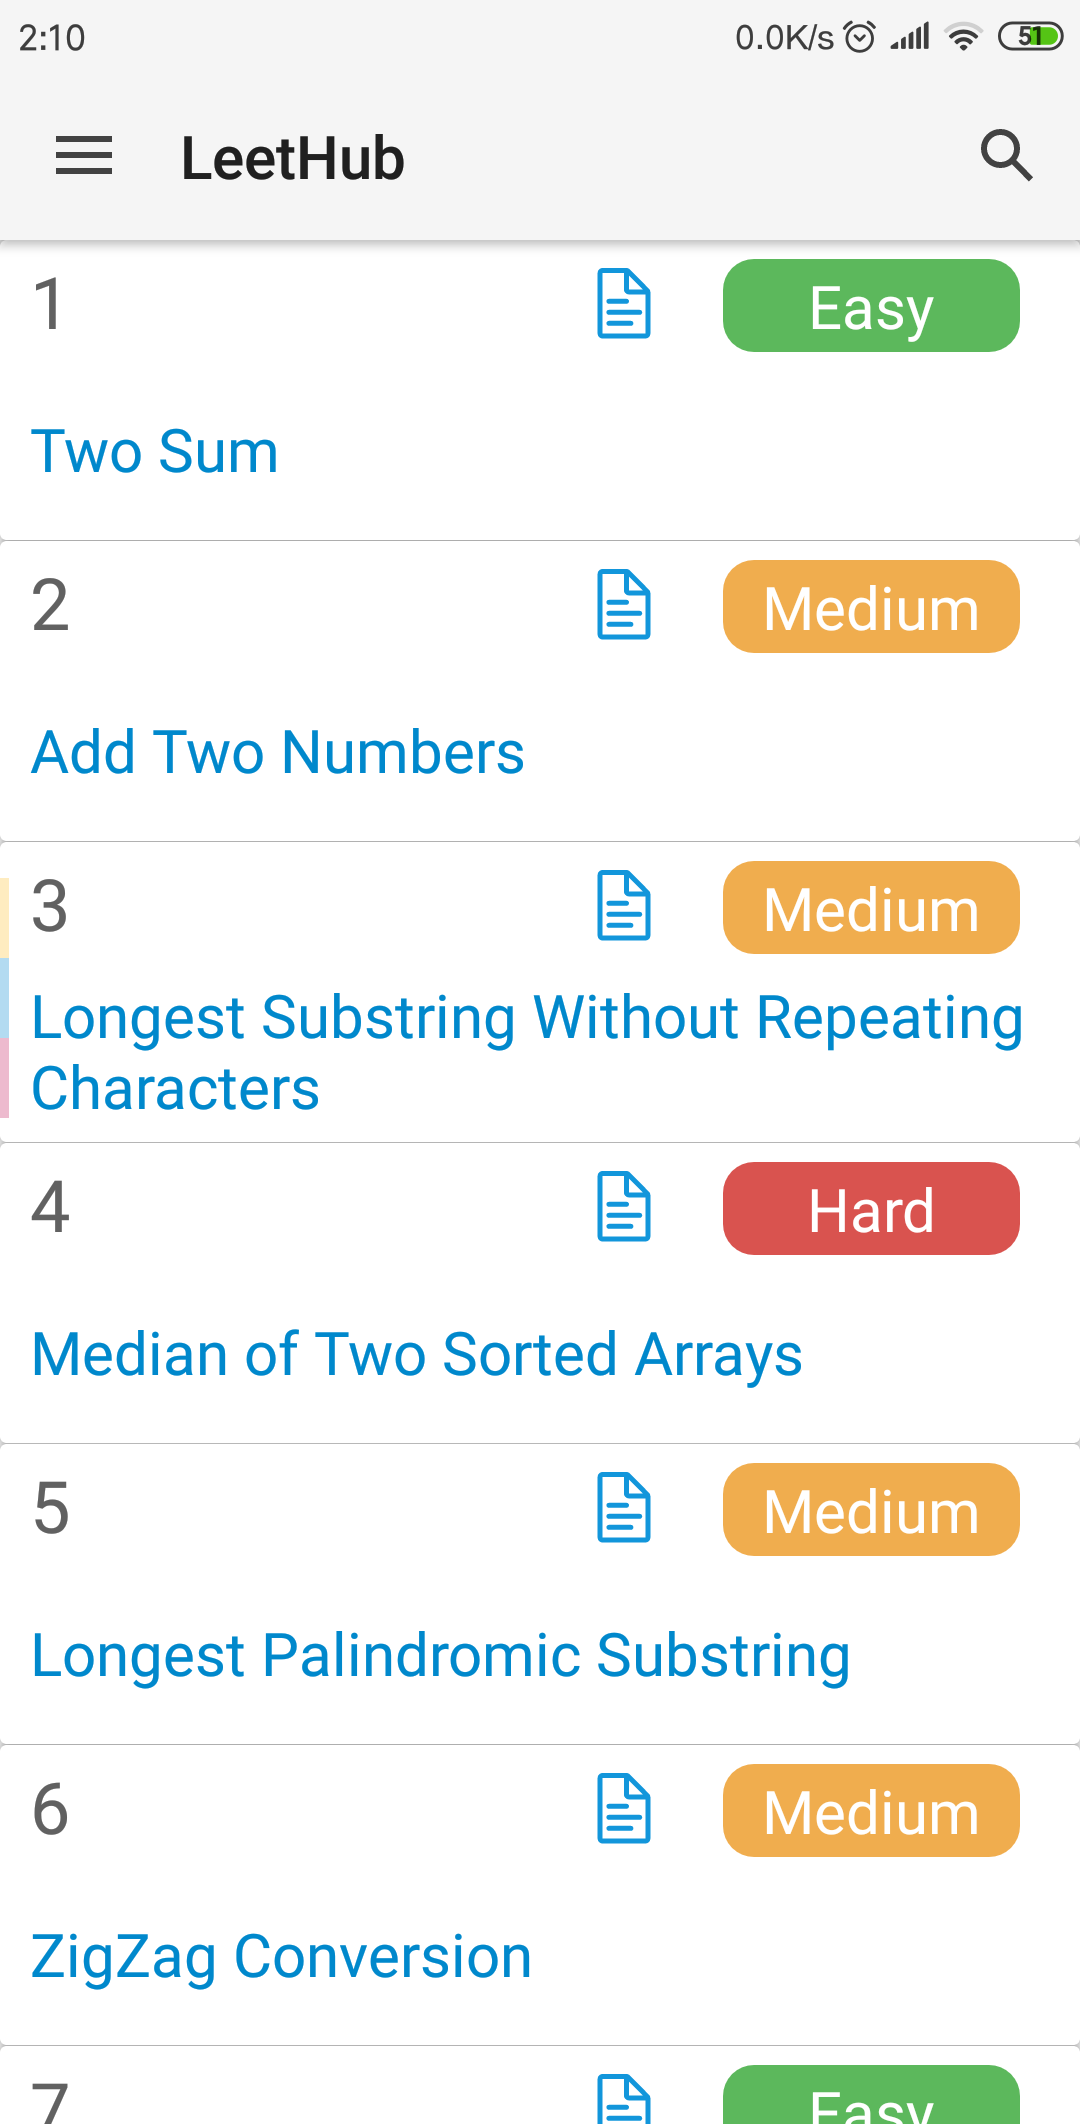 2:10
0.0K/s 51
LeetHub
1
Easy
Two Sum
2
Medium
Add Two Numbers
3
Medium
Longest Substring Without Repeating
Characters
4
Hard
Median of Two Sorted Arrays
5
Medium
Longest Palindromic Substring
6
Medium
ZigZag Conversion
7
Easy